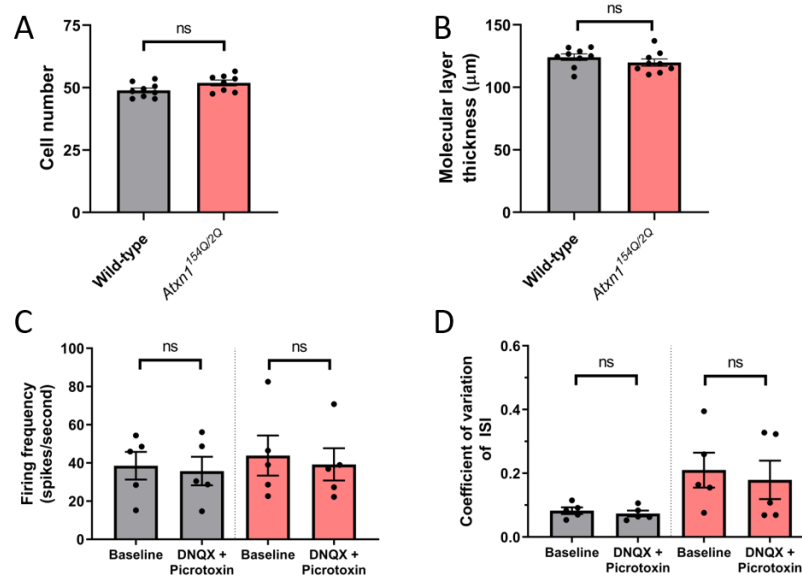 A
Cell number
75
50
25
0
ns
Wild-type
Atxn1^154Q/2Q
B
Molecular layer
thickness (μm)
150
100
50
0
ns
Wild-type
Atxn1^154Q/2Q
C
Firing frequency
(spikes/second)
100
80
60
40
20
0
ns
ns
Baseline
DNQX +
Picrotoxin
Baseline
DNQX +
Picrotoxin
D
Coefficient of variation
of ISI
0.6
0.4
0.2
0.0
ns
ns
Baseline
DNQX +
Picrotoxin
Baseline
DNQX +
Picrotoxin